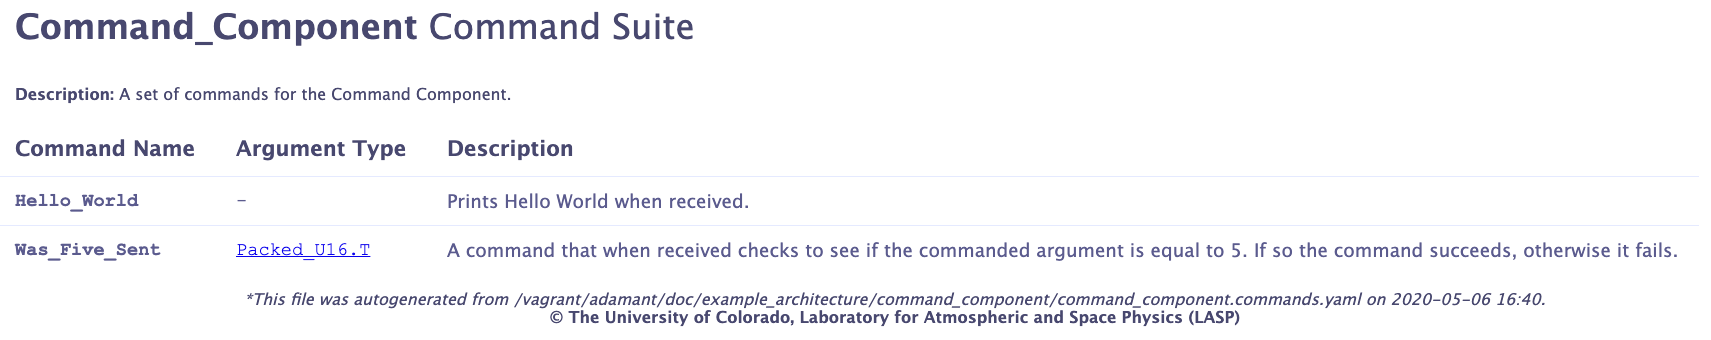 Command_Component Command Suite
Description: A set of commands for the Command Component.
Command Name Argument Type Description
Hello_World - Prints Hello World when received.
Was_Five_Sent Packed_U16.T A command that when received checks to see if the commanded argument is equal to 5. If so the command succeeds, otherwise it fails.
*This file was autogenerated from /vagrant/adamant/doc/example_architecture/command_component/command_component.commands.yaml on 2020-05-06 16:40.
© The University of Colorado, Laboratory for Atmospheric and Space Physics (LASP)